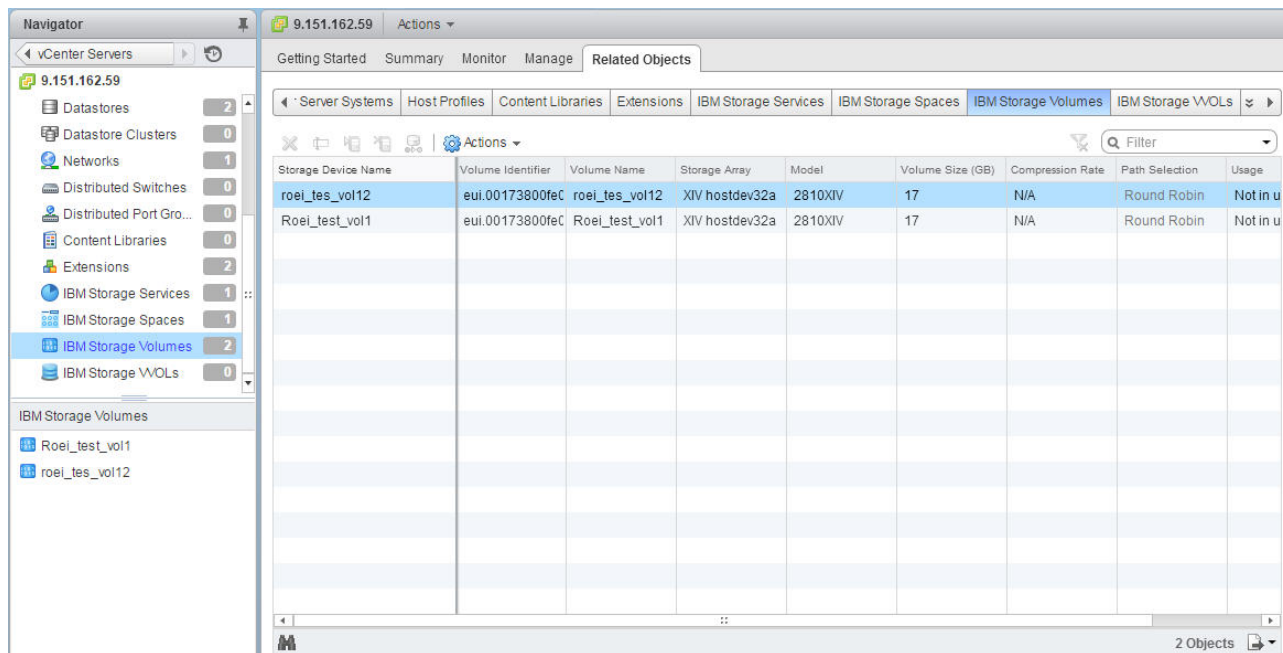 Navigator
vCenter Servers
9.151.162.59
Datastores 2
Datastore Clusters 0
Networks 1
Distributed Switches 0
Distributed Port Gro... 0
Content Libraries 0
Extensions 2
IBM Storage Services 1
IBM Storage Spaces 1
IBM Storage Volumes 2
IBM Storage VVOLs 0
IBM Storage Volumes
Roei_test_vol1
roei_tes_vol12
9.151.162.59 Actions
Getting Started Summary Monitor Manage Related Objects
Server Systems Host Profiles Content Libraries Extensions IBM Storage Services IBM Storage Spaces IBM Storage Volumes IBM Storage VVOLs
Actions Filter
Storage Device Name Volume Identifier Volume Name Storage Array Model Volume Size (GB) Compression Rate Path Selection Usage
roei_tes_vol12 eui.00173800fe0 roei_tes_vol12 XIV hostdev32a 2810XIV 17 N/A Round Robin Not in u
Roei_test_vol1 eui.00173800fe0 Roei_test_vol1 XIV hostdev32a 2810XIV 17 N/A Round Robin Not in u
2 Objects